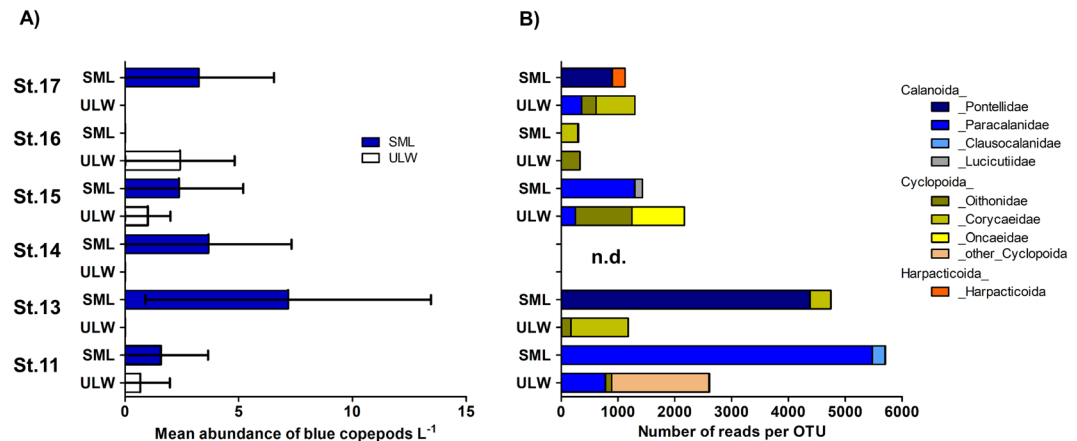 A)
B)
St.17
SML
ULW
St.16
SML
ULW
St.15
SML
ULW
St.14
SML
ULW
St.13
SML
ULW
St.11
SML
ULW
0 5 10 15
Mean abundance of blue copepods L-1
SML
ULW
SML
ULW
SML
ULW
SML
ULW
n.d.
SML
ULW
SML
ULW
0 1000 2000 3000 4000 5000 6000
Number of reads per OTU
Calanoida_
_Pontellidae
_Paracalanidae
_Clausocalanidae
_Lucicutiidae
Cyclopoida_
_Oithonidae
_Corycaeidae
_Oncaeidae
_other_Cyclopoida
Harpacticoida_
_Harpacticoida